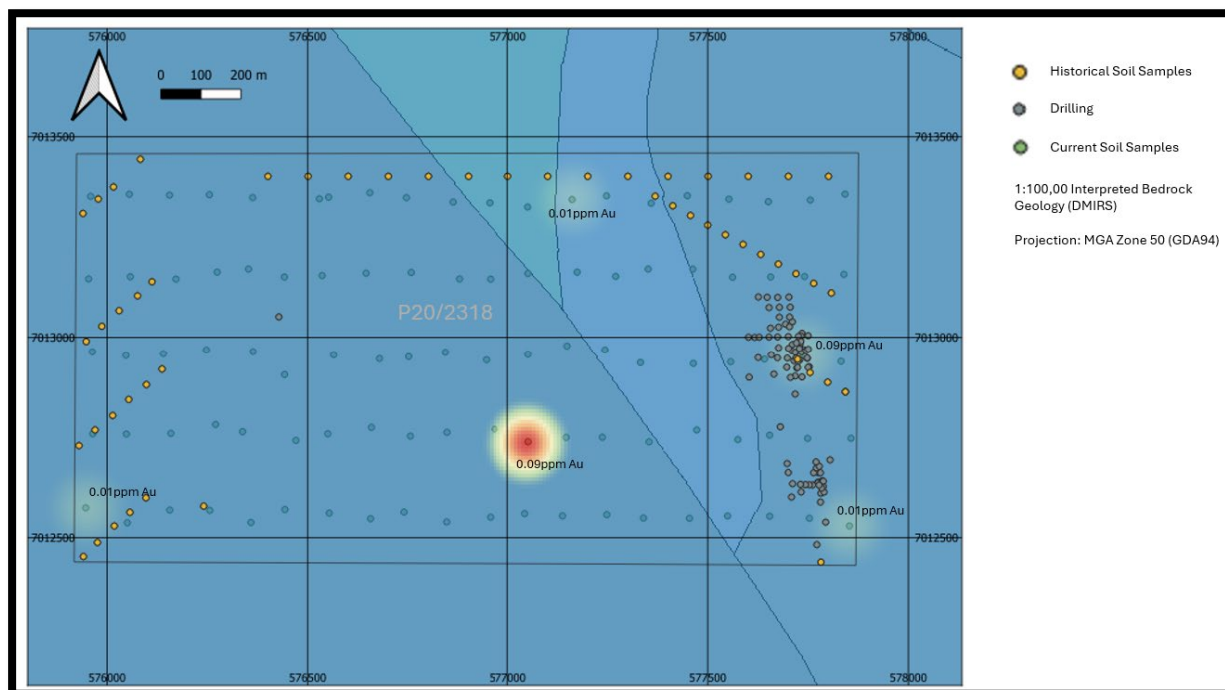 576000 576500 577000 577500 578000
0 100 200 m
7013500 7013500
0.01ppm Au
P20/2318
7013000 7013000
0.09ppm Au
0.09ppm Au
0.01ppm Au
0.01ppm Au
7012500 7012500
576000 576500 577000 577500 578000
Historical Soil Samples
Drilling
Current Soil Samples
1:100,00 Interpreted Bedrock
Geology (DMIRS)
Projection: MGA Zone 50 (GDA94)